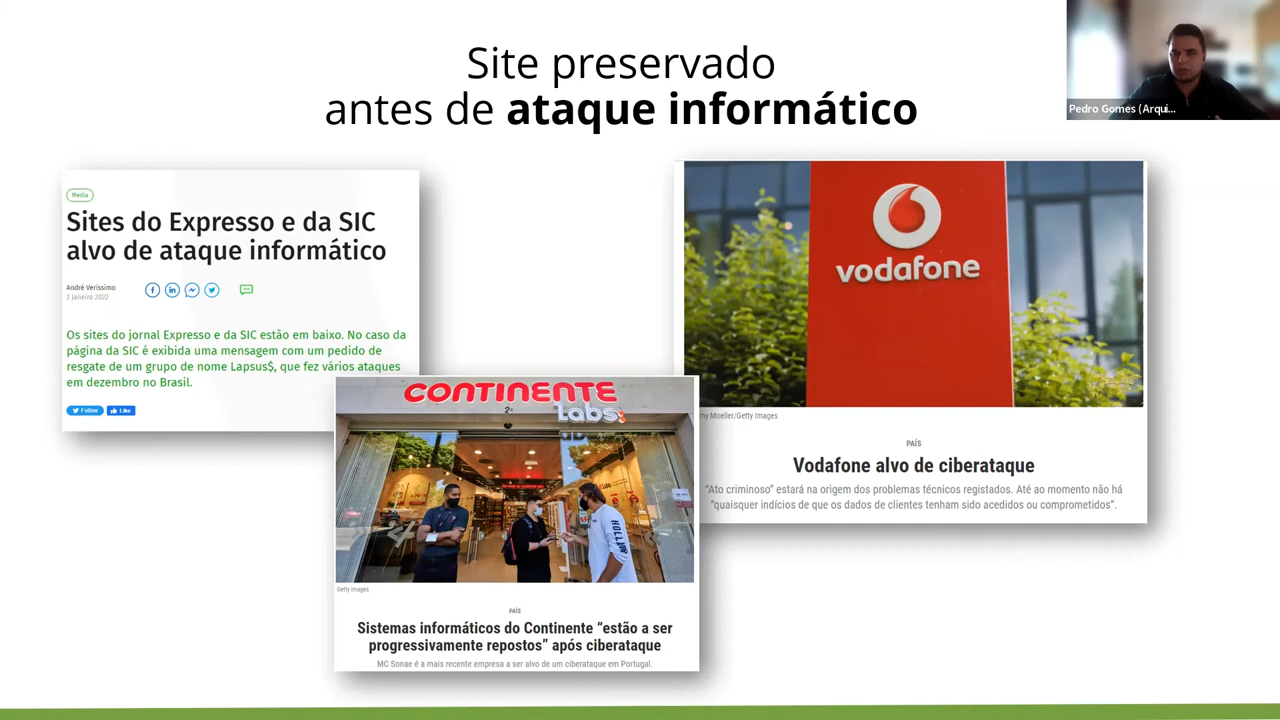 Site preservado
antes de ataque informático
Pedro Gomes (Arqui...
Media
Sites do Expresso e da SIC
alvo de ataque informático
André Veríssimo
2 Janeiro 2022
Os sites do jornal Expresso e da SIC estão em baixo. No caso da
página da SIC é exibida uma mensagem com um pedido de
resgate de um grupo de nome Lapsus$, que fez vários ataques
em dezembro no Brasil.
Follow
Like
CONTINENTE
Labs
Getty Images
PAÍS
Sistemas informáticos do Continente “estão a ser
progressivamente repostos” após ciberataque
MC Sonae é a mais recente empresa a ser alvo de um ciberataque em Portugal.
vodafone
my Moeller/Getty Images
PAÍS
Vodafone alvo de ciberataque
“Ato criminoso” estará na origem dos problemas técnicos registados. Até ao momento não há
“quaisquer indícios de que os dados de clientes tenham sido acedidos ou comprometidos”.